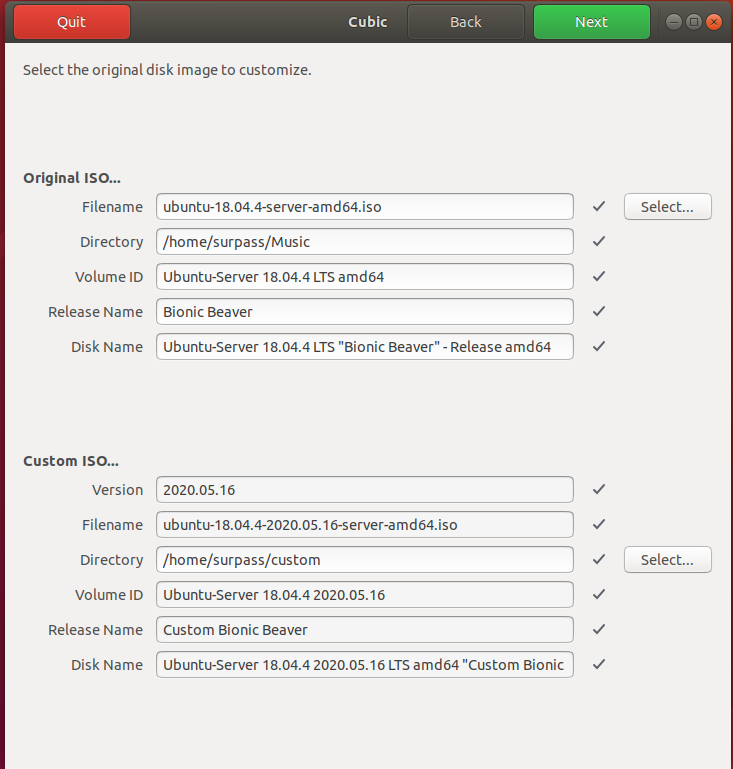 Quit Cubic Back Next
Select the original disk image to customize.
Original ISO...
Filename ubuntu-18.04.4-server-amd64.iso Select...
Directory /home/surpass/Music
Volume ID Ubuntu-Server 18.04.4 LTS amd64
Release Name Bionic Beaver
Disk Name Ubuntu-Server 18.04.4 LTS "Bionic Beaver" - Release amd64
Custom ISO...
Version 2020.05.16
Filename ubuntu-18.04.4-2020.05.16-server-amd64.iso
Directory /home/surpass/custom Select...
Volume ID Ubuntu-Server 18.04.4 2020.05.16
Release Name Custom Bionic Beaver
Disk Name Ubuntu-Server 18.04.4 2020.05.16 LTS amd64 "Custom Bionic